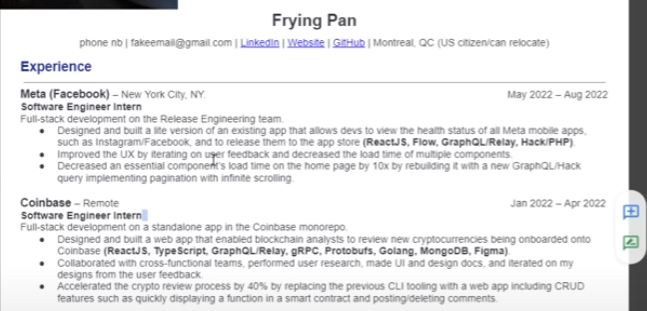 Frying Pan
phone nb | fakeemail@gmail.com | LinkedIn | Website | GitHub | Montreal, QC (US citizen/can relocate)
Experience
Meta (Facebook) – New York City, NY. May 2022 – Aug 2022
Software Engineer Intern
Full-stack development on the Release Engineering team.
● Designed and built a lite version of an existing app that allows devs to view the health status of all Meta mobile apps,
such as Instagram/Facebook, and to release them to the app store (ReactJS, Flow, GraphQL/Relay, Hack/PHP).
● Improved the UX by iterating on user feedback and decreased the load time of multiple components.
● Decreased an essential component's load time on the home page by 10x by rebuilding it with a new GraphQL/Hack
query implementing pagination with infinite scrolling.
Coinbase – Remote Jan 2022 – Apr 2022
Software Engineer Intern
Full-stack development on a standalone app in the Coinbase monorepo.
● Designed and built a web app that enabled blockchain analysts to review new cryptocurrencies being onboarded onto
Coinbase (ReactJS, TypeScript, GraphQL/Relay, gRPC, Protobufs, Golang, MongoDB, Figma).
● Collaborated with cross-functional teams, performed user research, made UI and design docs, and iterated on my
designs from the user feedback.
● Accelerated the crypto review process by 40% by replacing the previous CLI tooling with a web app including CRUD
features such as quickly displaying a function in a smart contract and posting/deleting comments.